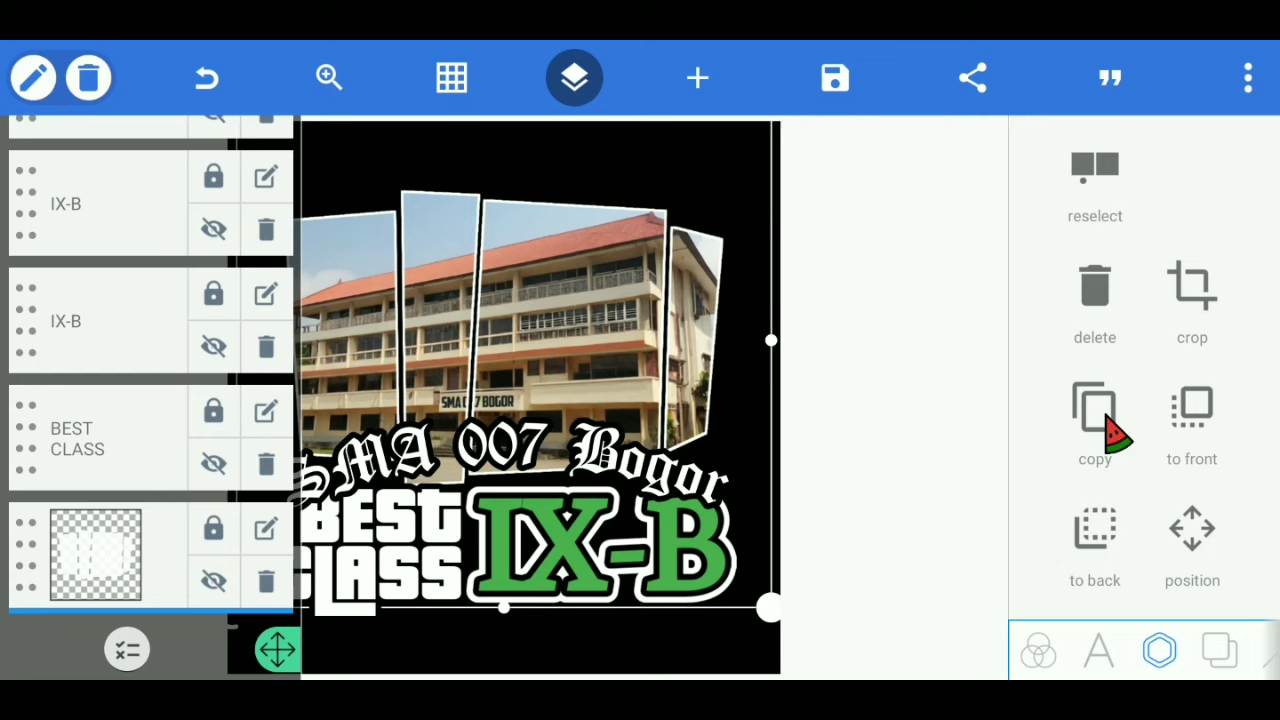 reselect
IX-B
delete
crop
IX-B
copy
to front
BEST
CLASS
to back
position
SMA 007 BOGOR
SMA 007 Bogor
BEST
CLASS
IX-B